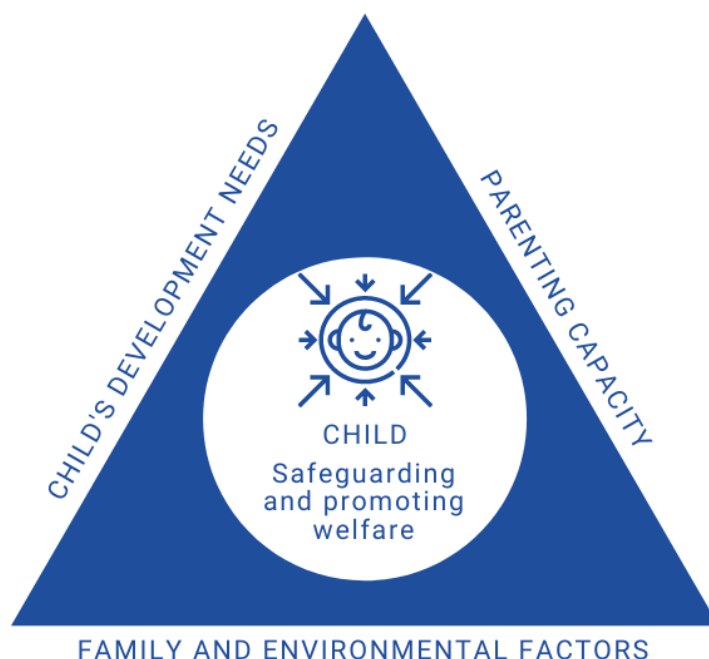 CHILD'S DEVELOPMENT NEEDS
PARENTING CAPACITY
CHILD
Safeguarding
and promoting
welfare
FAMILY AND ENVIRONMENTAL FACTORS